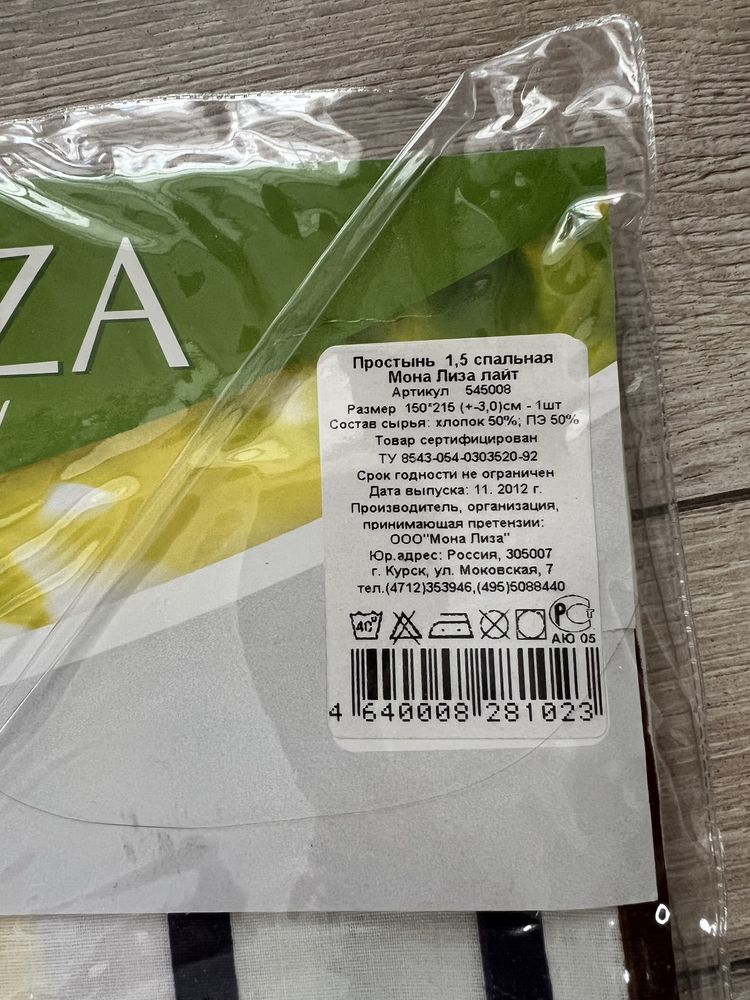 ZA
Простынь 1,5 спальная
Мона Лиза лайт
Артикул 545008
Размер 150*215 (+-3,0)см - 1шт
Состав сырья: хлопок 50%; ПЭ 50%
Товар сертифицирован
ТУ 8543-054-0303520-92
Срок годности не ограничен
Дата выпуска: 11. 2012 г.
Производитель, организация,
принимающая претензии:
ООО"Мона Лиза"
Юр.адрес: Россия, 305007
г. Курск, ул. Моковская, 7
тел.(4712)353946,(495)5088440
40°
РСТ
АЮ 05
4 640008 281023